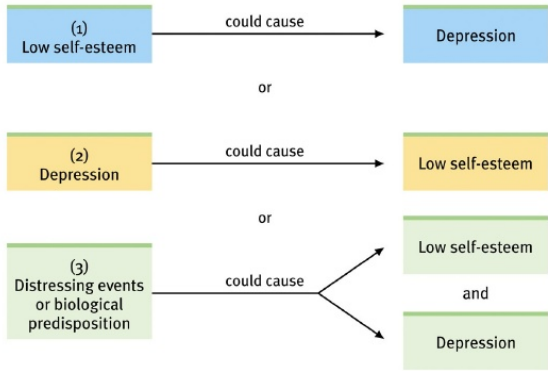 (1)
Low self-esteem
could cause
Depression
or
(2)
Depression
could cause
Low self-esteem
or
(3)
Distressing events
or biological
predisposition
could cause
Low self-esteem
and
Depression